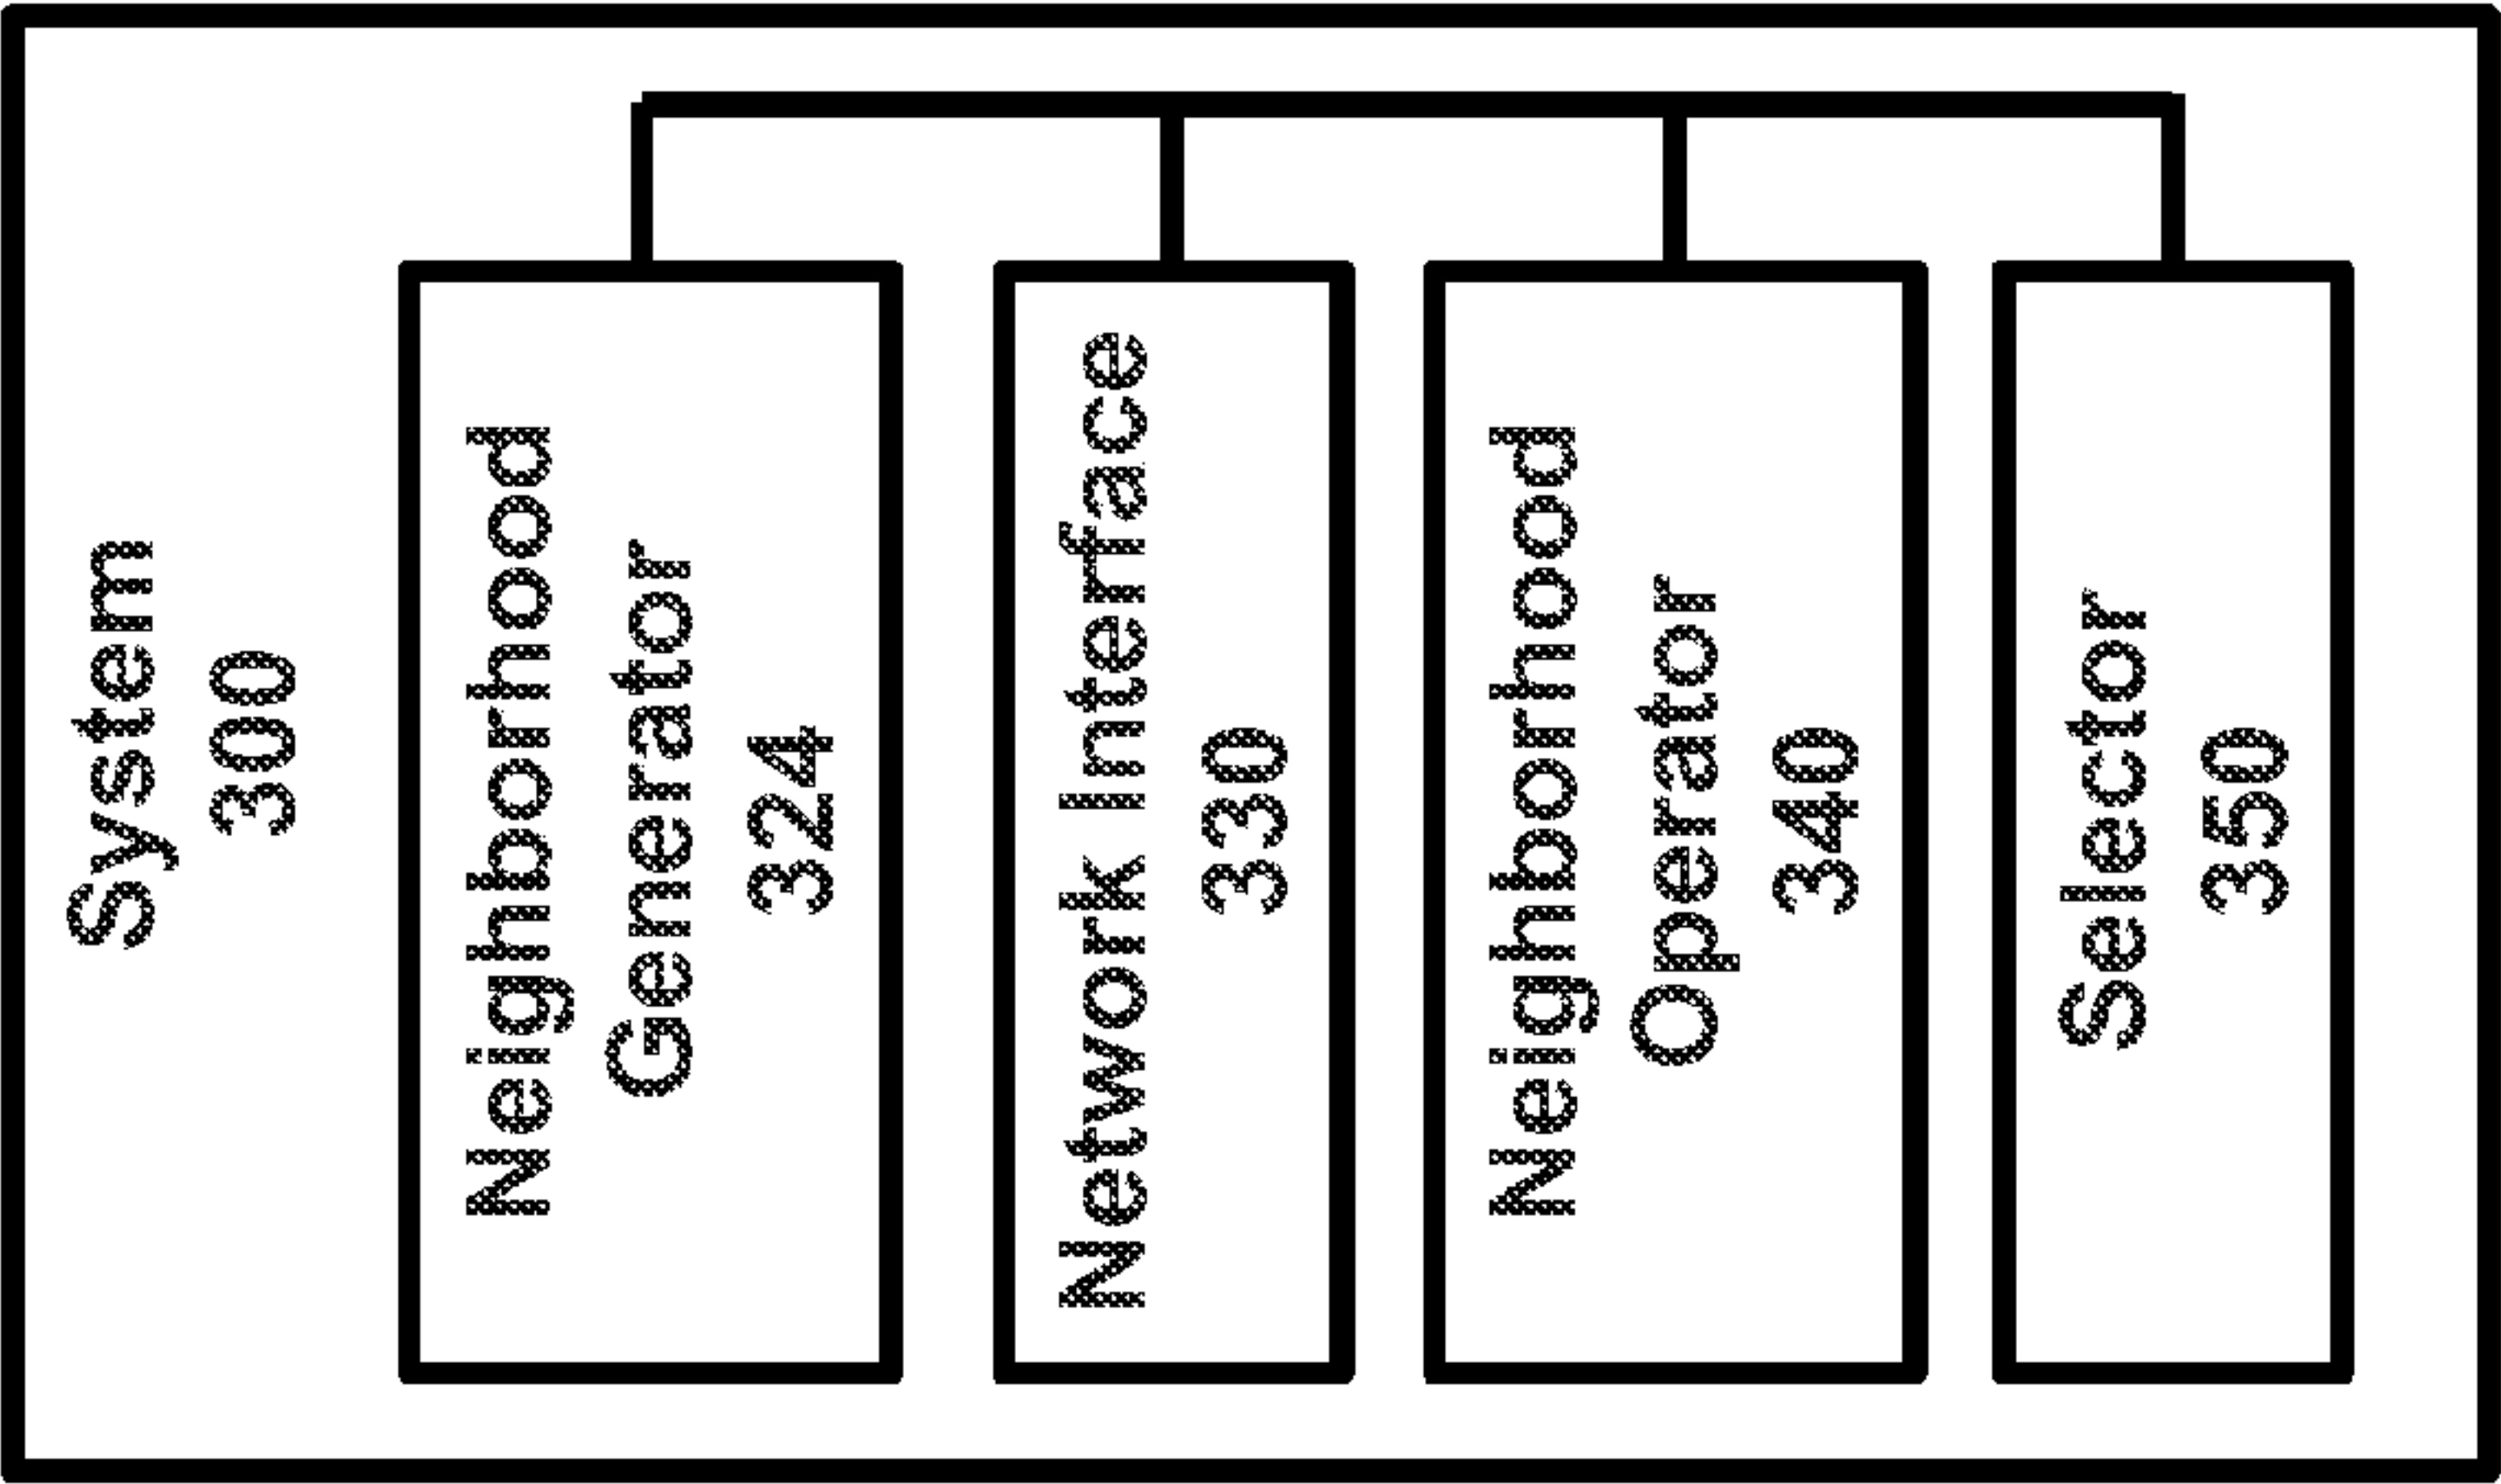 System
300
Neighborhood
Generator
324
Network Interface
330
Neighborhood
Operator
340
Selector
350